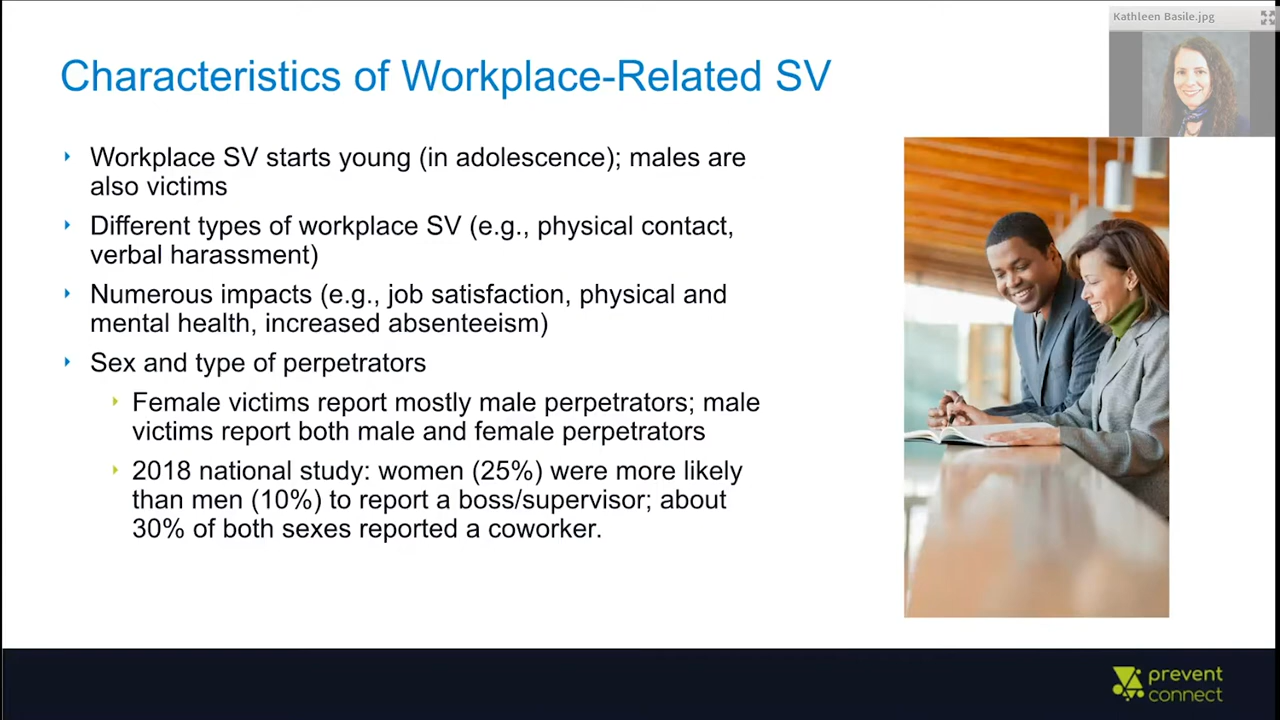 Kathleen Basile.jpg
Characteristics of Workplace-Related SV
Workplace SV starts young (in adolescence); males are
also victims
Different types of workplace SV (e.g., physical contact,
verbal harassment)
Numerous impacts (e.g., job satisfaction, physical and
mental health, increased absenteeism)
Sex and type of perpetrators
Female victims report mostly male perpetrators; male
victims report both male and female perpetrators
2018 national study: women (25%) were more likely
than men (10%) to report a boss/supervisor; about
30% of both sexes reported a coworker.
prevent
connect